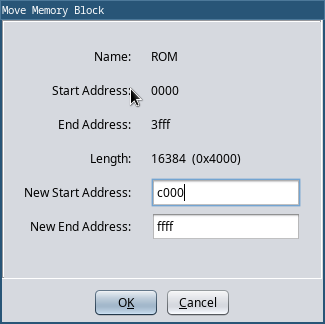 Move Memory Block
Name: ROM
Start Address: 0000
End Address: 3fff
Length: 16384 (0x4000)
New Start Address: c000
New End Address: ffff
OK Cancel